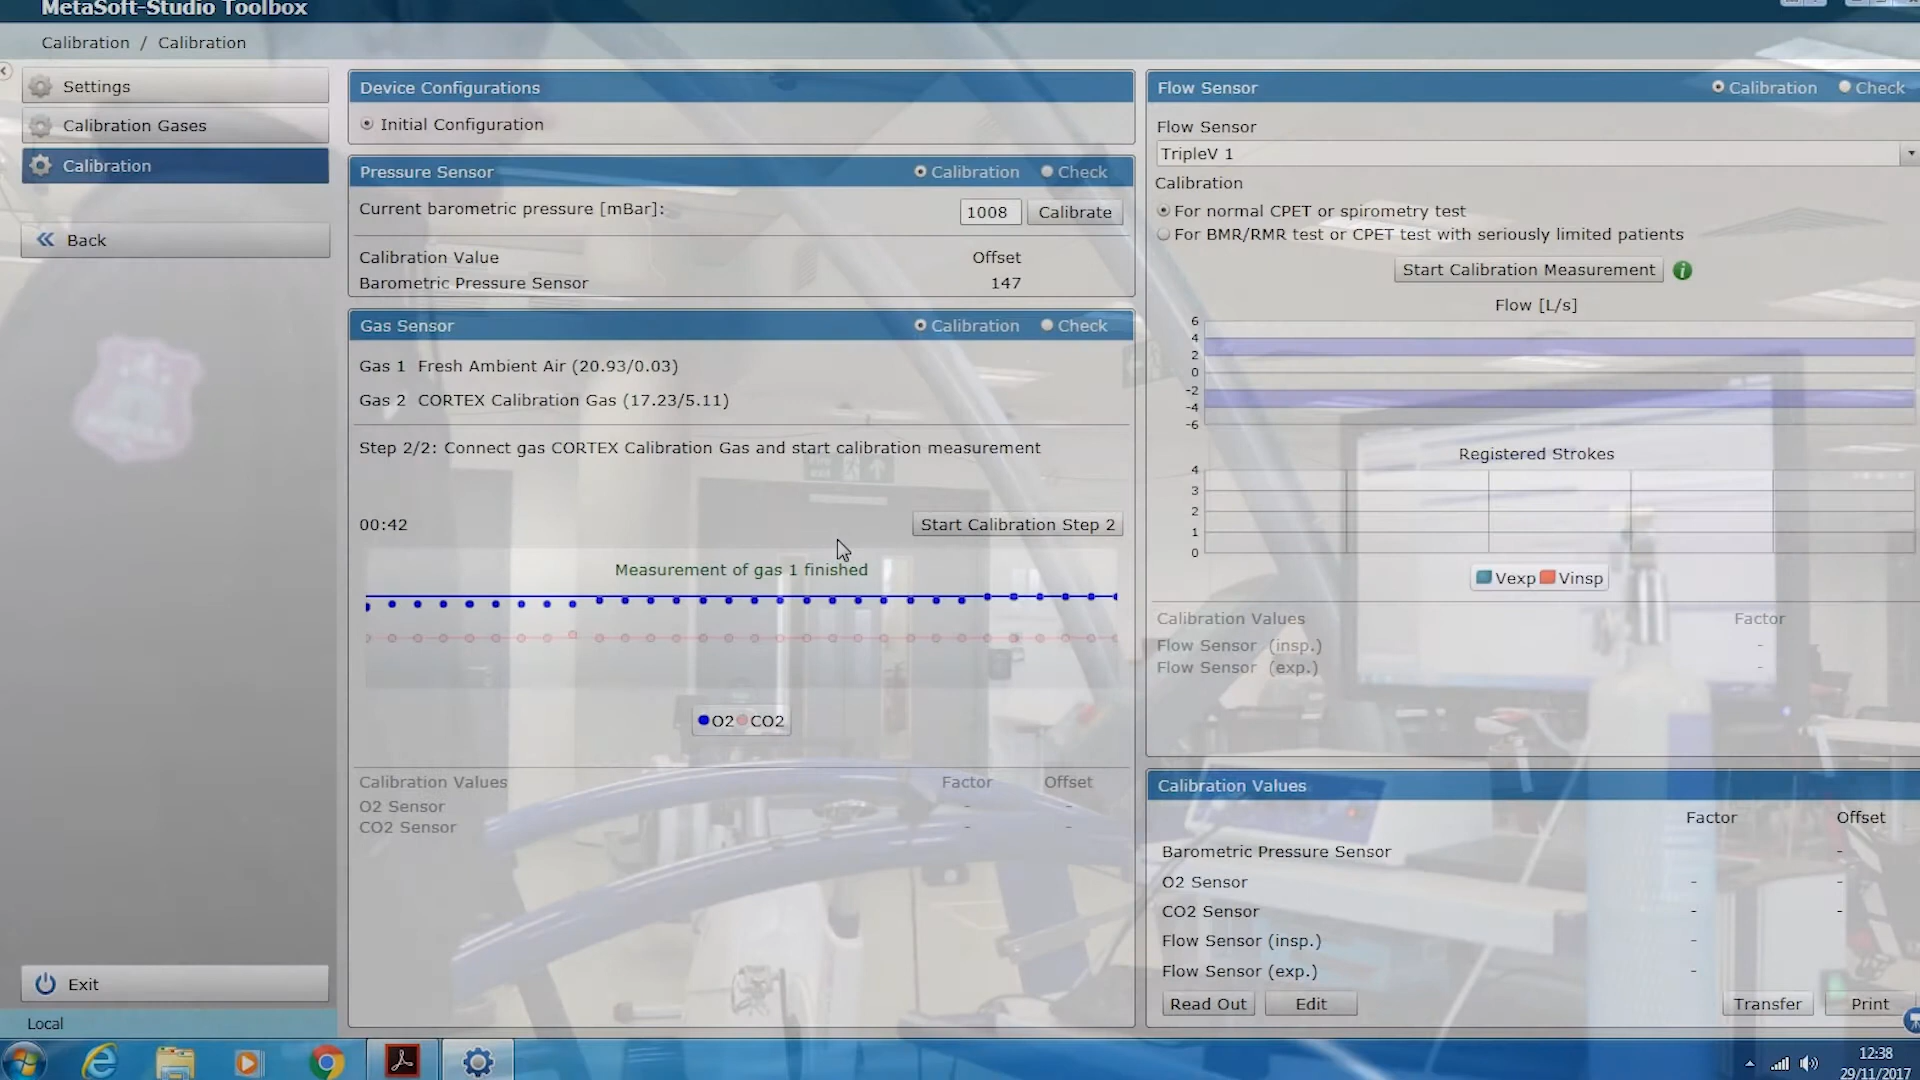 MetaSoft-Studio Toolbox
Calibration / Calibration
Settings
Calibration Gases
Calibration
Back
Exit
Local
Device Configurations
Initial Configuration
Pressure Sensor
Calibration
Check
Current barometric pressure [mBar]:
1008
Calibrate
Calibration Value
Offset
Barometric Pressure Sensor
147
Gas Sensor
Calibration
Check
Gas 1 Fresh Ambient Air (20.93/0.03)
Gas 2 CORTEX Calibration Gas (17.23/5.11)
Step 2/2: Connect gas CORTEX Calibration Gas and start calibration measurement
00:42
Start Calibration Step 2
Measurement of gas 1 finished
O2 CO2
Calibration Values
Factor
Offset
O2 Sensor
-
-
CO2 Sensor
-
-
Flow Sensor
Calibration
Check
Flow Sensor
TripleV 1
Calibration
For normal CPET or spirometry test
For BMR/RMR test or CPET test with seriously limited patients
Start Calibration Measurement
i
Flow [L/s]
6
4
2
0
-2
-4
-6
Registered Strokes
4
3
2
1
0
Vexp Vinsp
Calibration Values
Factor
Flow Sensor (insp.)
-
Flow Sensor (exp.)
-
Calibration Values
Factor
Offset
Barometric Pressure Sensor
-
O2 Sensor
-
-
CO2 Sensor
-
-
Flow Sensor (insp.)
-
Flow Sensor (exp.)
-
Read Out
Edit
Transfer
Print
12:38
29/11/2017